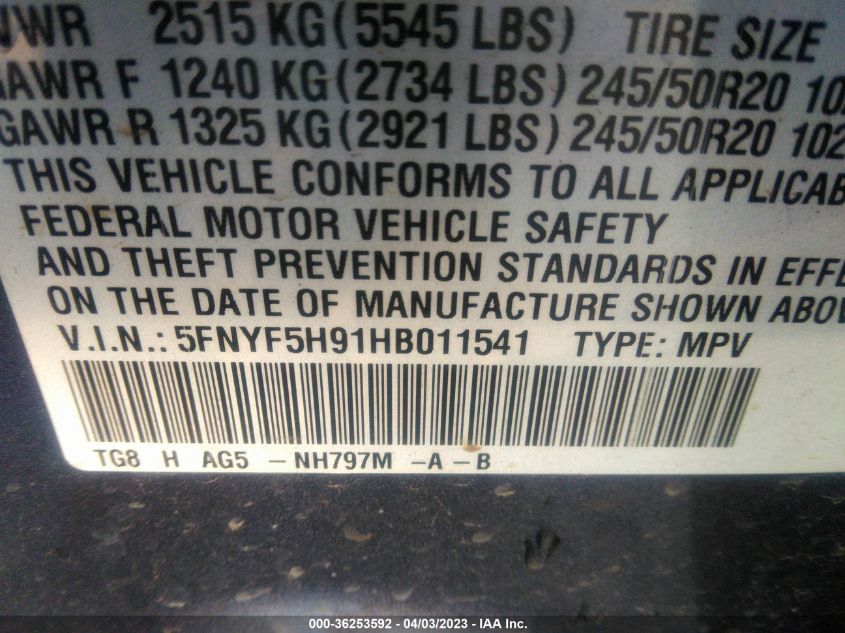 2515 KG (5545 LBS) TIRE SIZE
F 1240 KG (2734 LBS) 245/50R20
GAWR R 1325 KG (2921 LBS) 245/50R20 102
THIS VEHICLE CONFORMS TO ALL
FEDERAL MOTOR VEHICLE SAFETY
AND THEFT PREVENTION STANDARDS IN
ON THE DATE OF MANUFACTURE SHOWN
V.I.N.: 5FNYF5H91HB011541 TYPE: MPV
TG8 H AG5 -NH797M -A -B
000-36253592 - 04/03/2023 - IAA Inc.